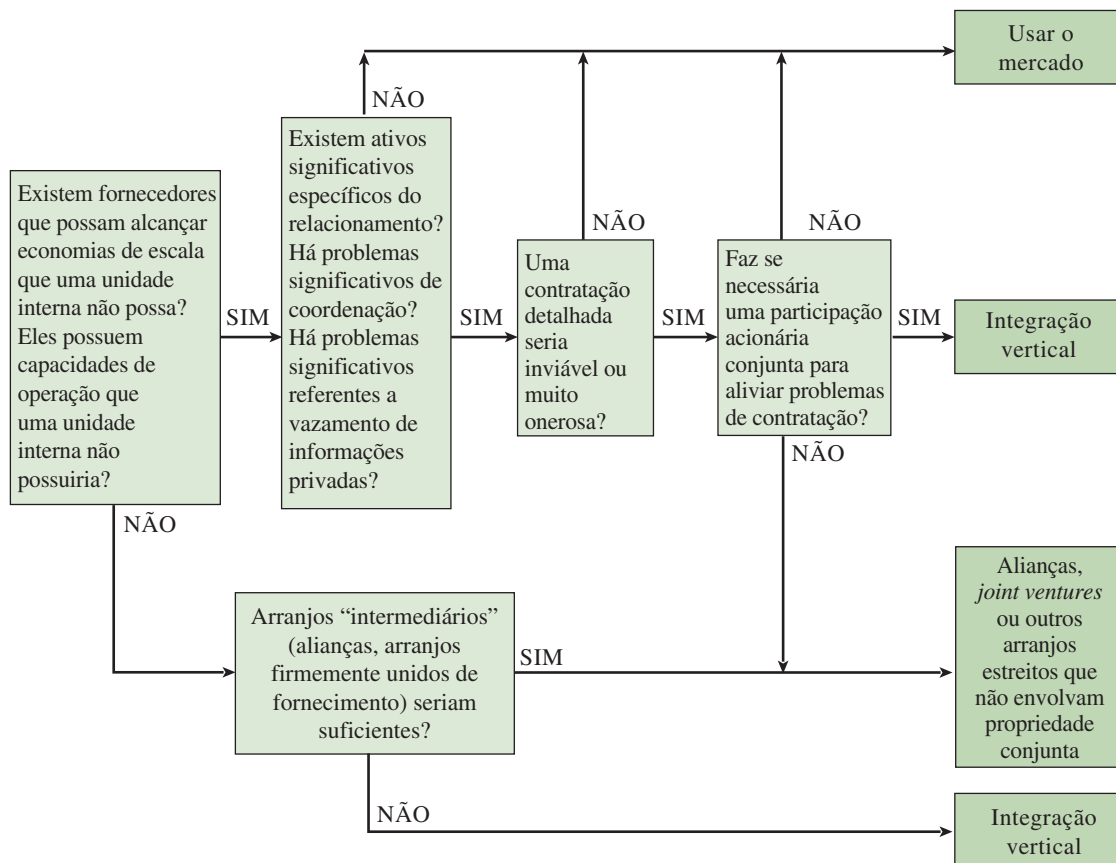 Usar o
mercado
NÃO
Existem fornecedores
que possam alcançar
economias de escala
que uma unidade
interna não possa?
Eles possuem
capacidades de
operação que
uma unidade
interna não
possuiria?
SIM
Existem ativos
significativos
específicos do
relacionamento?
Há problemas
significativos de
coordenação?
Há problemas
significativos
referentes a
vazamento de
informações
privadas?
SIM
NÃO
Uma
contratação
detalhada
seria
inviável ou
muito
onerosa?
SIM
NÃO
Faz se
necessária
uma participação
acionária
conjunta para
aliviar problemas
de contratação?
SIM
Integração
vertical
NÃO
NÃO
Arranjos “intermediários”
(alianças, arranjos
firmemente unidos de
fornecimento) seriam
suficientes?
SIM
Alianças,
joint ventures
ou outros
arranjos
estreitos que
não envolvam
propriedade
conjunta
NÃO
Integração
vertical